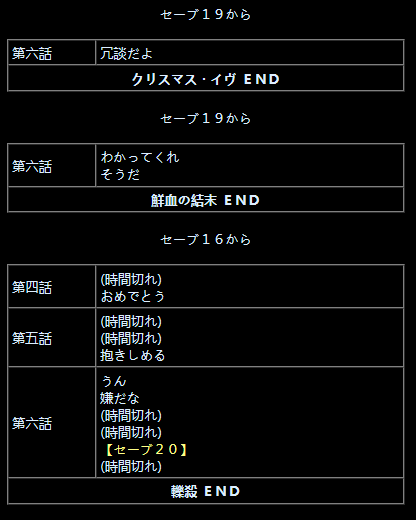 セーブ１９から
第六話
冗談だよ
クリスマス・イヴ ＥＮＤ
セーブ１９から
第六話
わかってくれ
そうだ
鮮血の結末 ＥＮＤ
セーブ１６から
第四話
(時間切れ)
おめでとう
第五話
(時間切れ)
(時間切れ)
抱きしめる
第六話
うん
嫌だな
(時間切れ)
(時間切れ)
【セーブ２０】
(時間切れ)
轢殺 ＥＮＤ